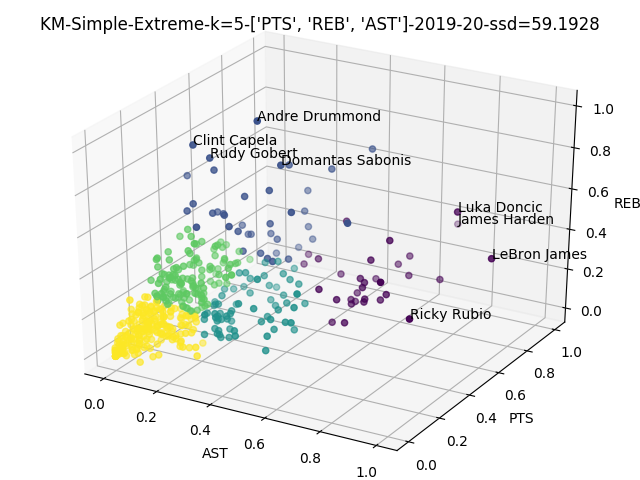 KM-Simple-Extreme-k=5-['PTS', 'REB', 'AST']-2019-20-ssd=59.1928
Andre Drummond
Clint Capela
Rudy Gobert
Domantas Sabonis
Luka Doncic
James Harden
LeBron James
Ricky Rubio
1.0
0.8
0.6
REB
0.4
0.2
0.0
0.0
0.2
0.4
0.6
0.8
1.0
AST
0.0
0.2
0.4
PTS
0.6
0.8
1.0